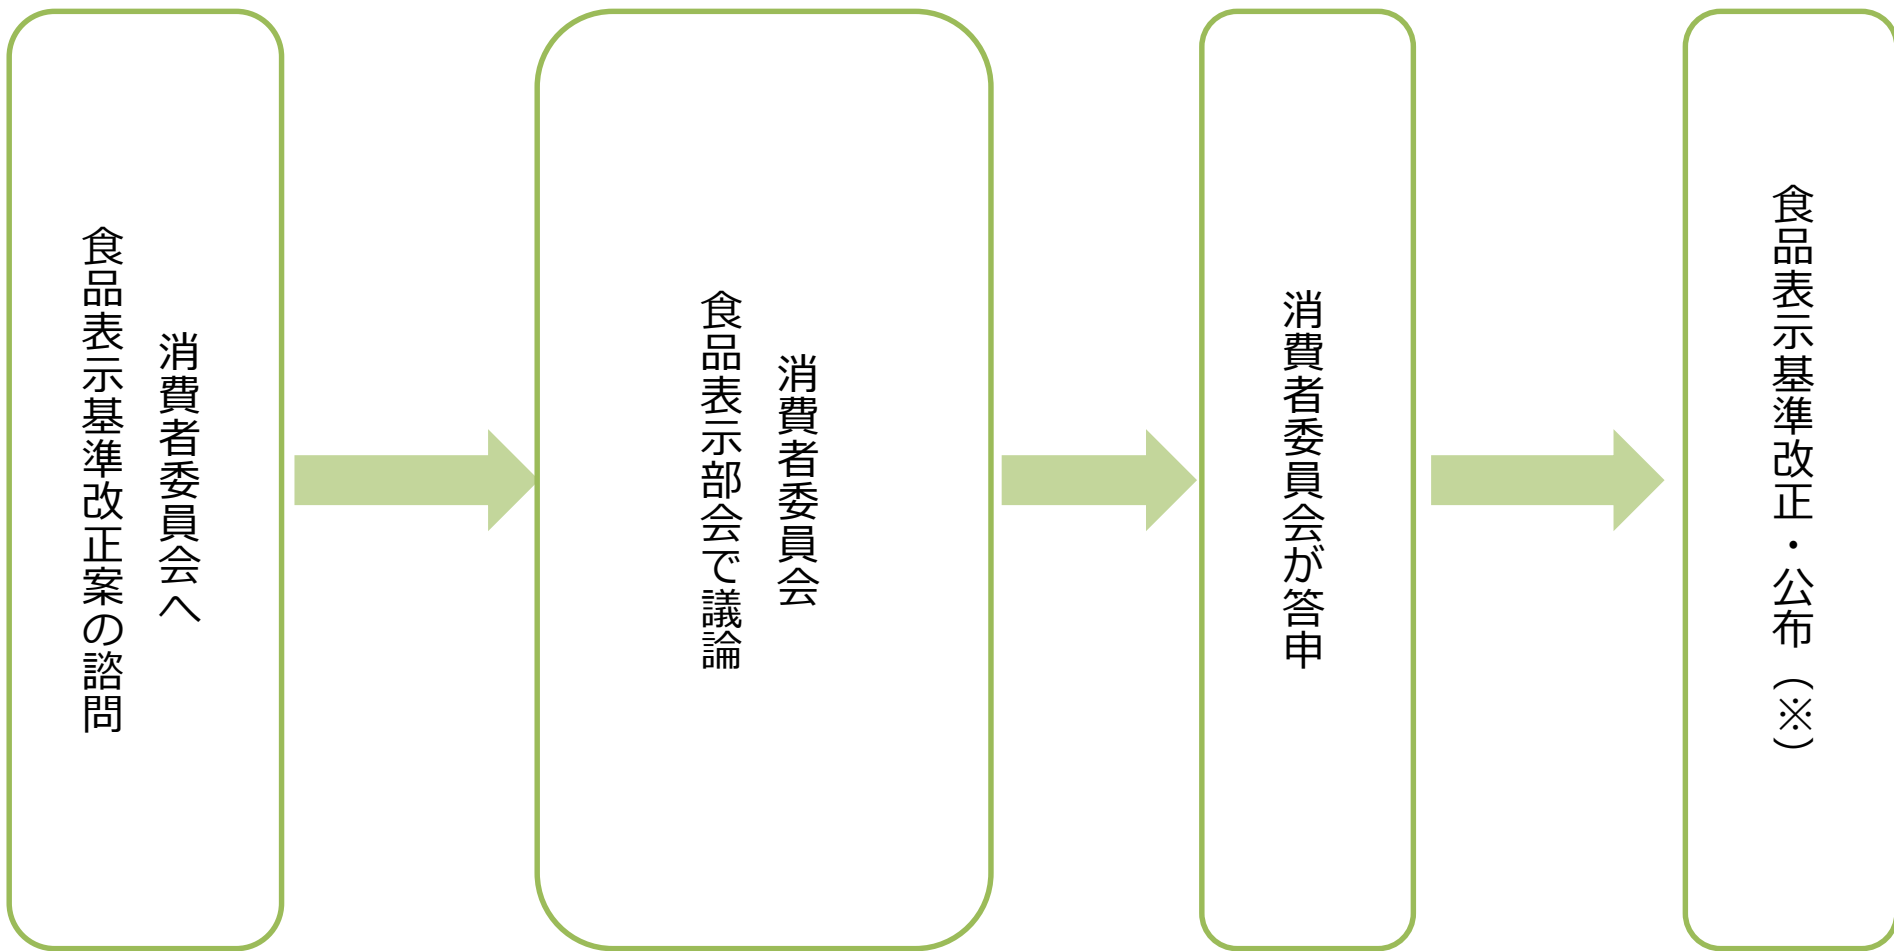 消費者委員会へ
食品表示基準改正案の諮問
消費者委員会
食品表示部会で議論
消費者委員会が答申
食品表示基準改正・公布（※）